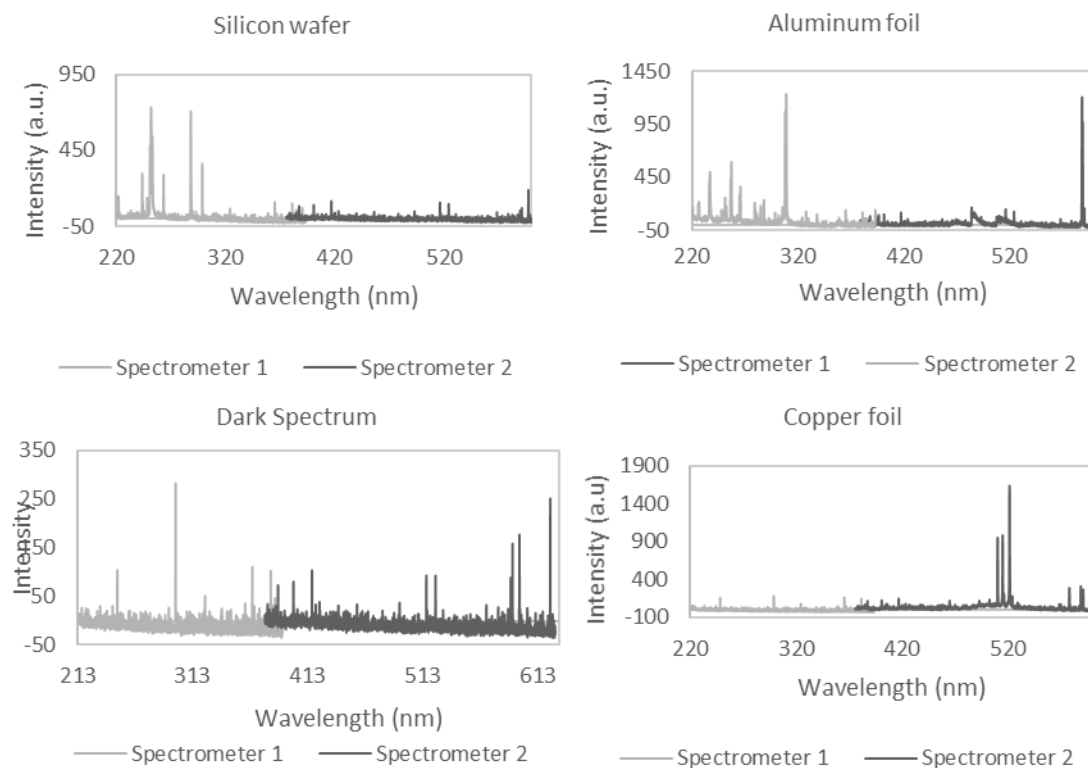 Silicon wafer
950
450
-50
Intensity (a.u.)
220 320 420 520
Wavelength (nm)
Spectrometer 1 Spectrometer 2
Aluminum foil
1450
950
450
-50
Intensity (a.u.)
220 320 420 520
Wavelength (nm)
Spectrometer 1 Spectrometer 2
Dark Spectrum
350
250
150
50
-50
Intensity
213 313 413 513 613
Wavelength (nm)
Spectrometer 1 Spectrometer 2
Copper foil
1900
1400
900
400
-100
Intensity (a.u)
220 320 420 520
Wavelength (nm)
Spectrometer 1 Spectrometer 2